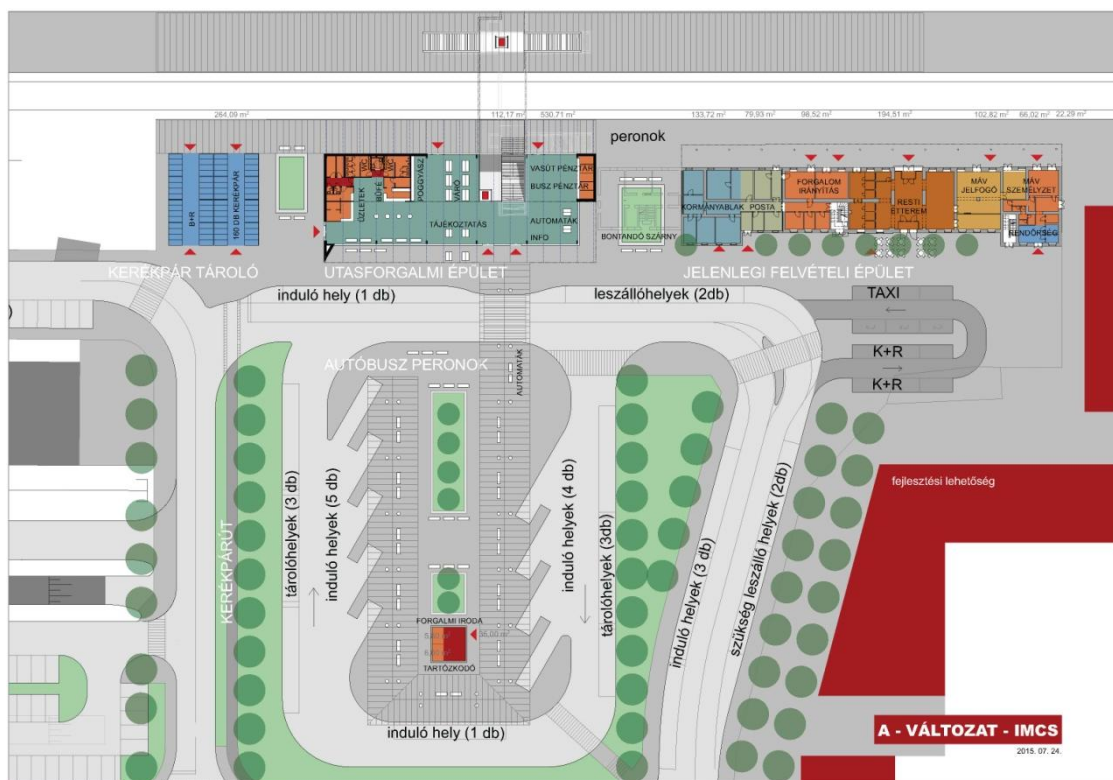 264,09 m² 112,17 m² 530,71 m² 133,72 m² 79,93 m² 98,52 m² 194,51 m² 102,82 m² 66,02 m² 22,29 m²
peronok
B+R
150 DB KERÉKPÁR
ÜZLETEK
BÜFÉ
WC
WC
POGGYÁSZ
VÁRÓ
TÁJÉKOZTATÁS
VASÚT PÉNZTÁR
BUSZ PÉNZTÁR
AUTOMATÁK
INFO
BONTANDÓ SZÁRNY
KORMÁNYABLAK
POSTA
FORGALOM
IRÁNYÍTÁS
RESTI
ÉTTEREM
MÁV
JELFOGÓ
MÁV
SZEMÉLYZET
RENDŐRSÉG
KERÉKPÁR TÁROLÓ
UTASFORGALMI ÉPÜLET
JELENLEGI FELVÉTELI ÉPÜLET
induló hely (1 db)
leszállóhelyek (2db)
TAXI
K+R
K+R
AUTÓBUSZ PERONOK
AUTOMATÁK
KERÉKPÁRÚT
tárolóhelyek (3 db)
induló helyek (5 db)
induló helyek (4 db)
tárolóhelyek (3db)
induló helyek (3 db)
szükség leszálló helyek (2db)
fejlesztési lehetőség
FORGALMI IRODA
36,00 m²
TARTÓZKODÓ
induló hely (1 db)
A - VÁLTOZAT - IMCS
2015. 07. 24.